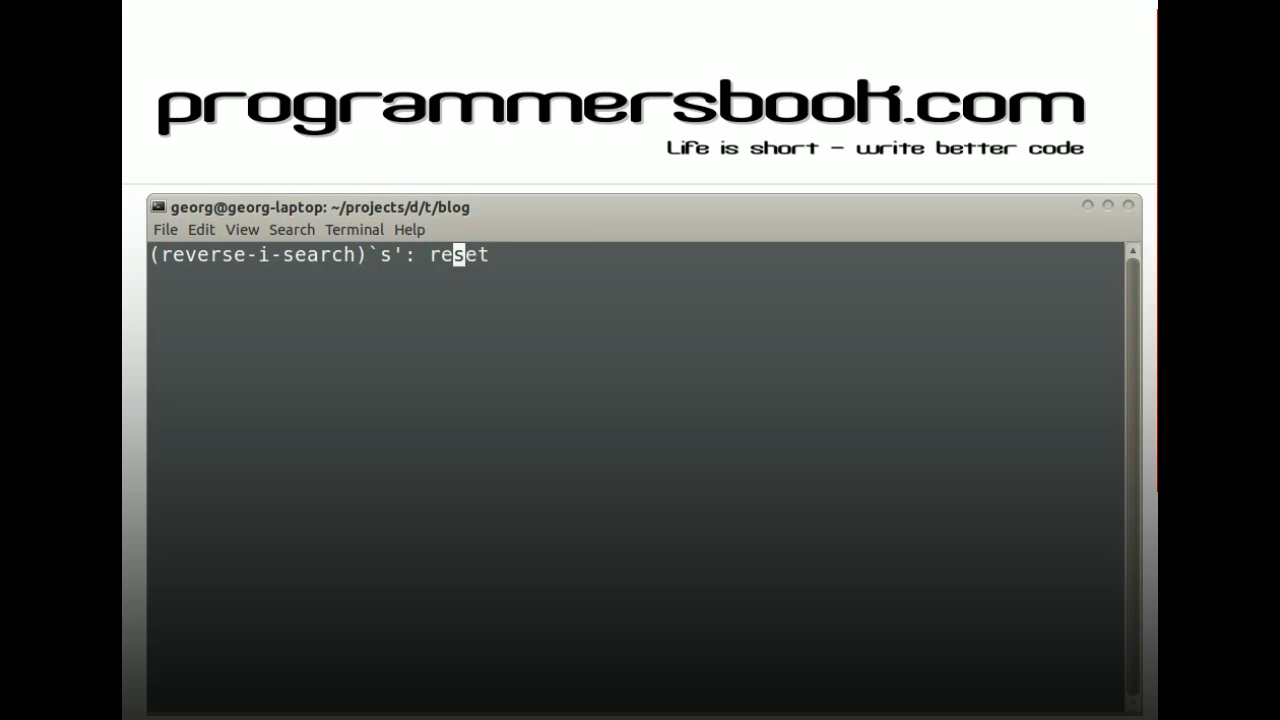 programmersbook.com
Life is short - write better code
georg@georg-laptop: ~/projects/d/t/blog
File Edit View Search Terminal Help
(reverse-i-search)`s': reset